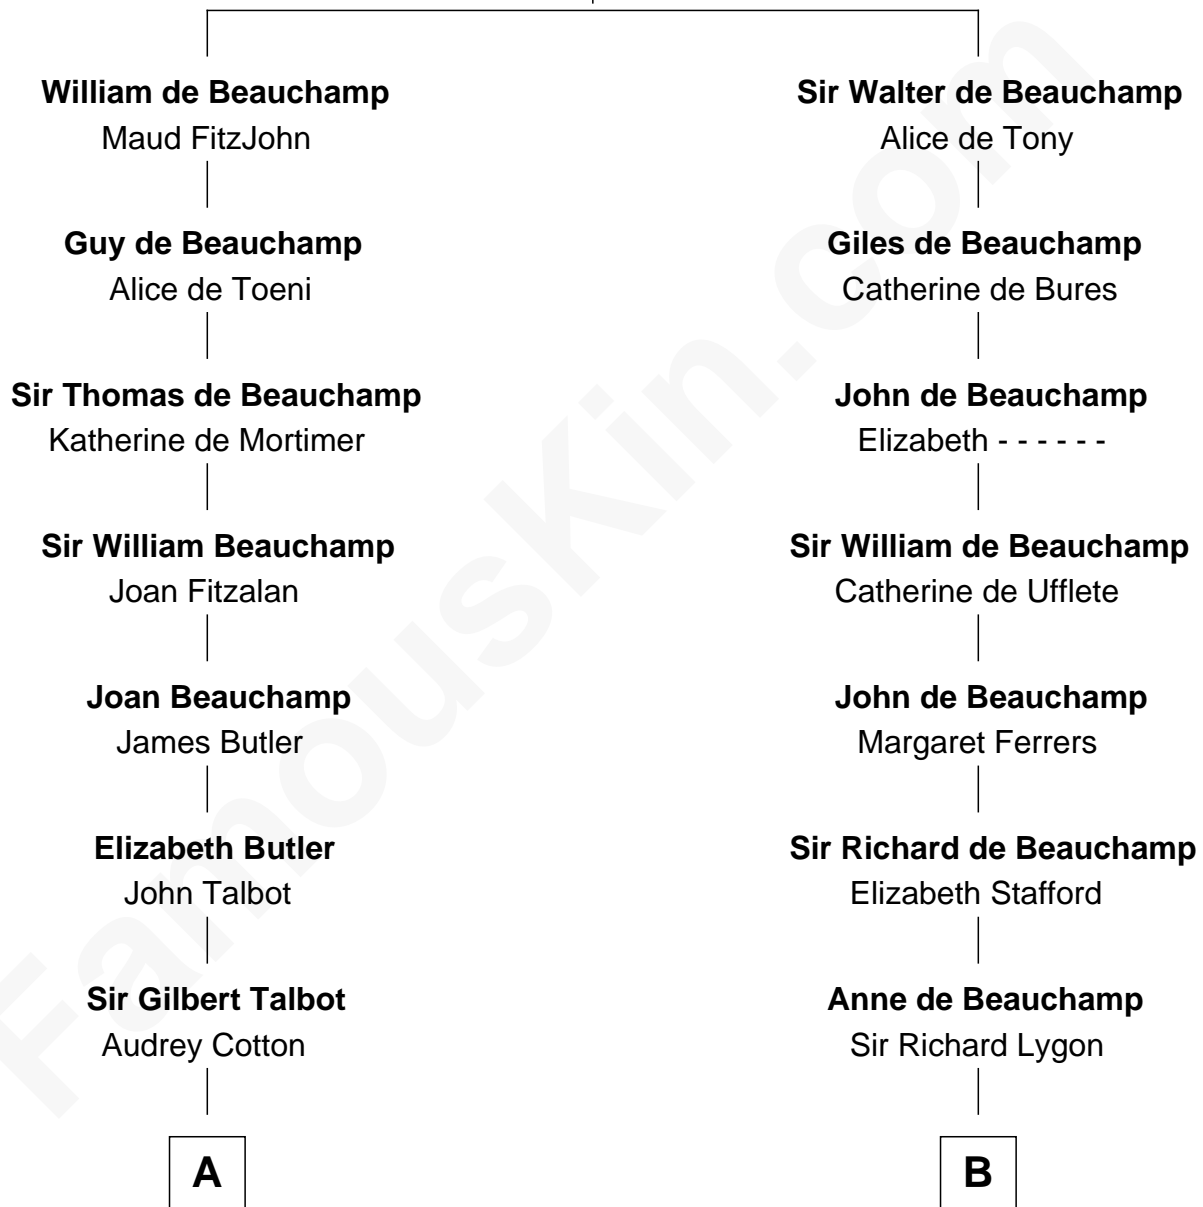 William de Beauchamp
Maud FitzJohn
Guy de Beauchamp
Alice de Toeni
Sir Thomas de Beauchamp
Katherine de Mortimer
Sir William Beauchamp
Joan Fitzalan
Joan Beauchamp
James Butler
Elizabeth Butler
John Talbot
Sir Gilbert Talbot
Audrey Cotton
A
Sir Walter de Beauchamp
Alice de Tony
Giles de Beauchamp
Catherine de Bures
John de Beauchamp
Elizabeth - - - - - -
Sir William de Beauchamp
Catherine de Ufflete
John de Beauchamp
Margaret Ferrers
Sir Richard de Beauchamp
Elizabeth Stafford
Anne de Beauchamp
Sir Richard Lygon
B
FamousKin.com